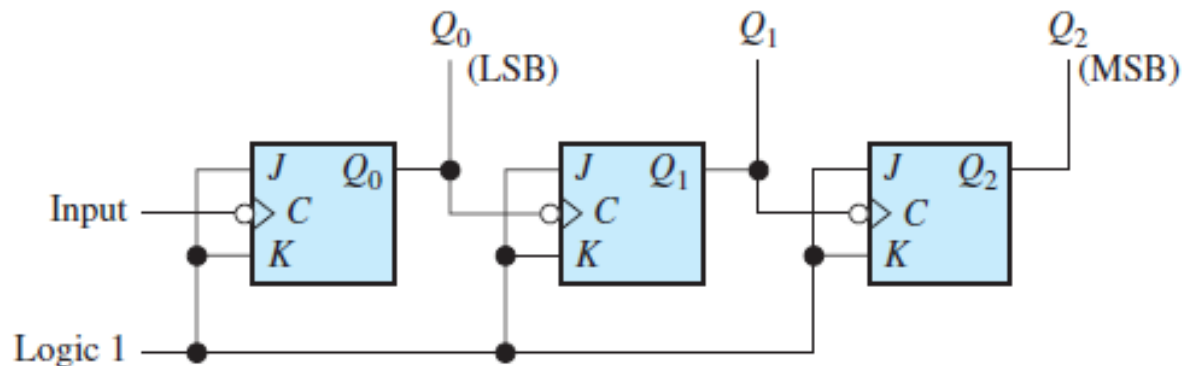 Q₀ Q₁ Q₂
(LSB) (MSB)
J Q₀ J Q₁ J Q₂
Input C C C
K K K
Logic 1